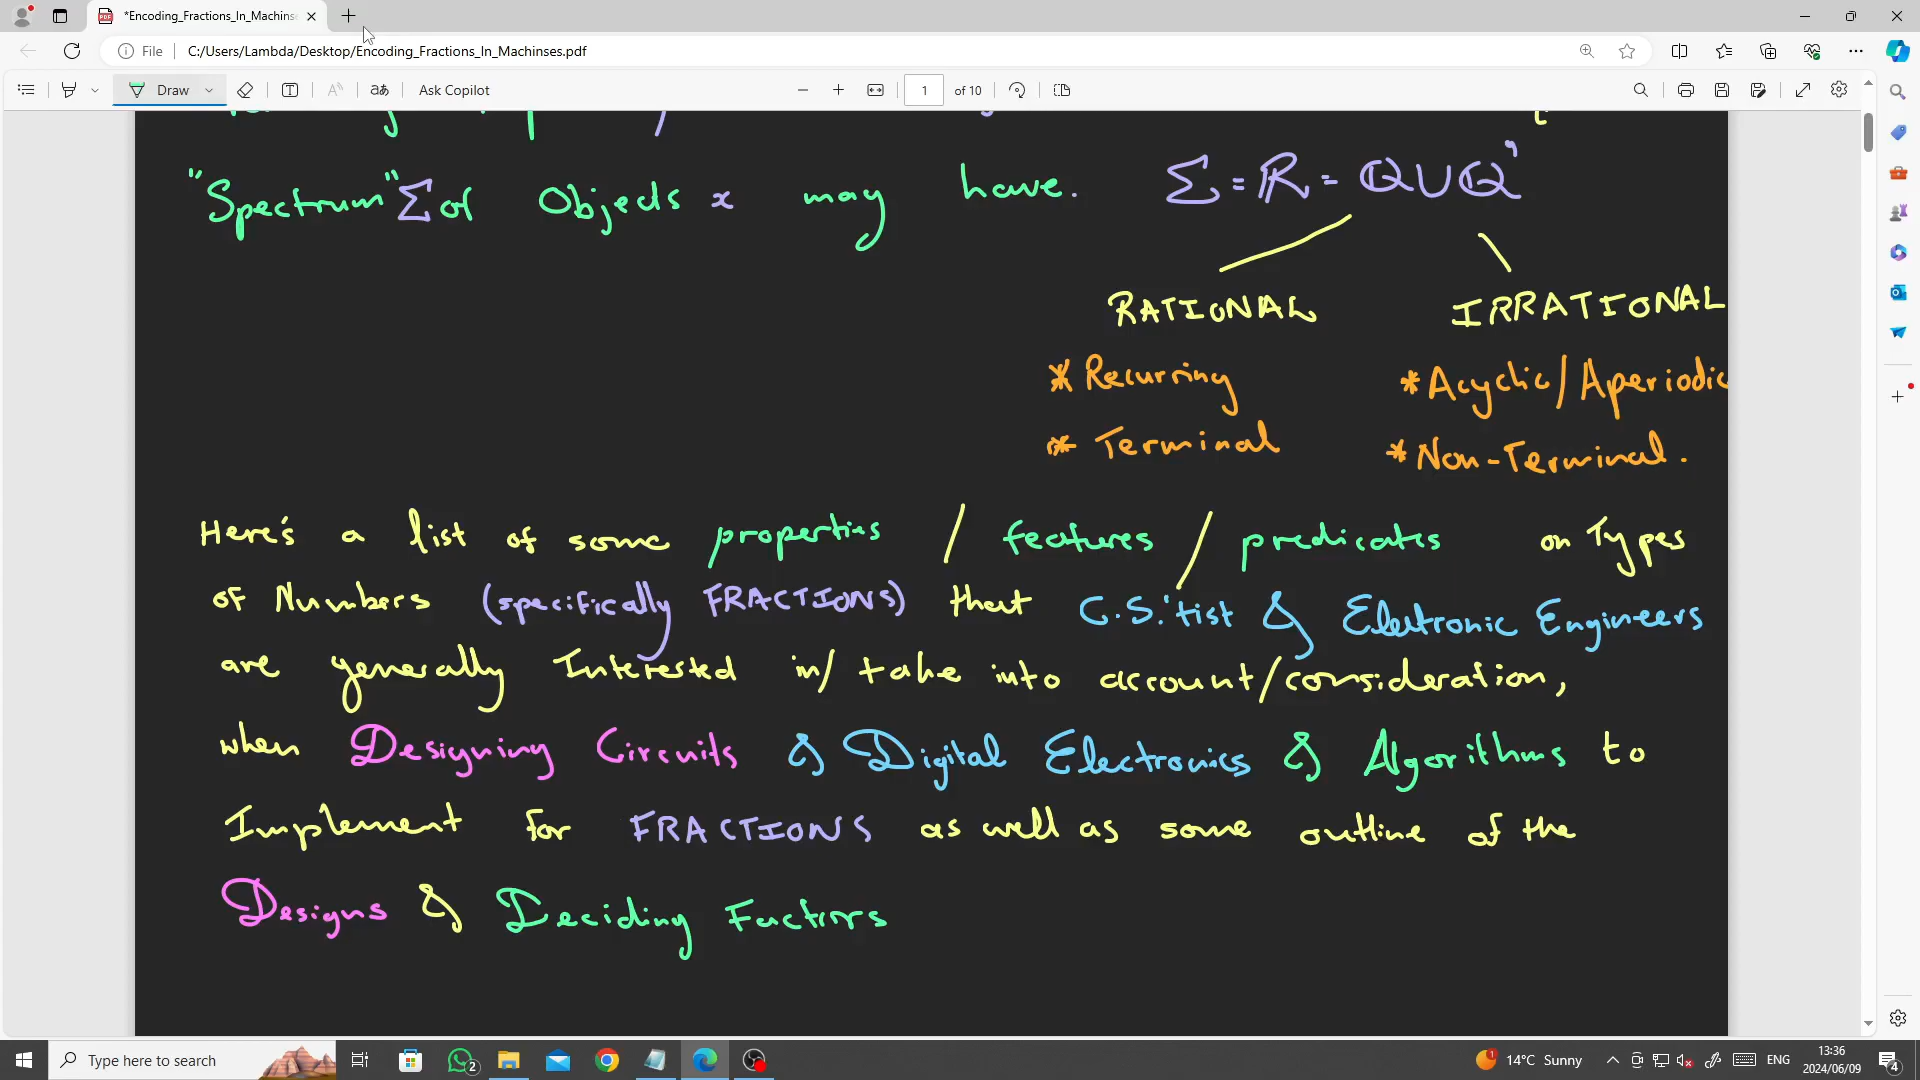 *Encoding_Fractions_In_Machinse
File C:/Users/Lambda/Desktop/Encoding_Fractions_In_Machinses.pdf
Draw Ask Copilot 1 of 10
"Spectrum" Σ of Objects x may have. Σ = ℝ = ℚ∪ℚ'
RATIONAL IRRATIONAL
* Recurring * Acyclic/Aperiodic
* Terminal * Non-Terminal.
Here's a list of some properties / features / predicates on Types
of Numbers (specifically FRACTIONS) that C.S.'tist & Electronic Engineers
are generally Interested in/ take into account/consideration,
when Designing Circuits & Digital Electronics & Algorithms to
Implement for FRACTIONS as well as some outline of the
Designs & Deciding Factors
Type here to search 2 1 14°C Sunny ENG 13:36
2024/06/09 4